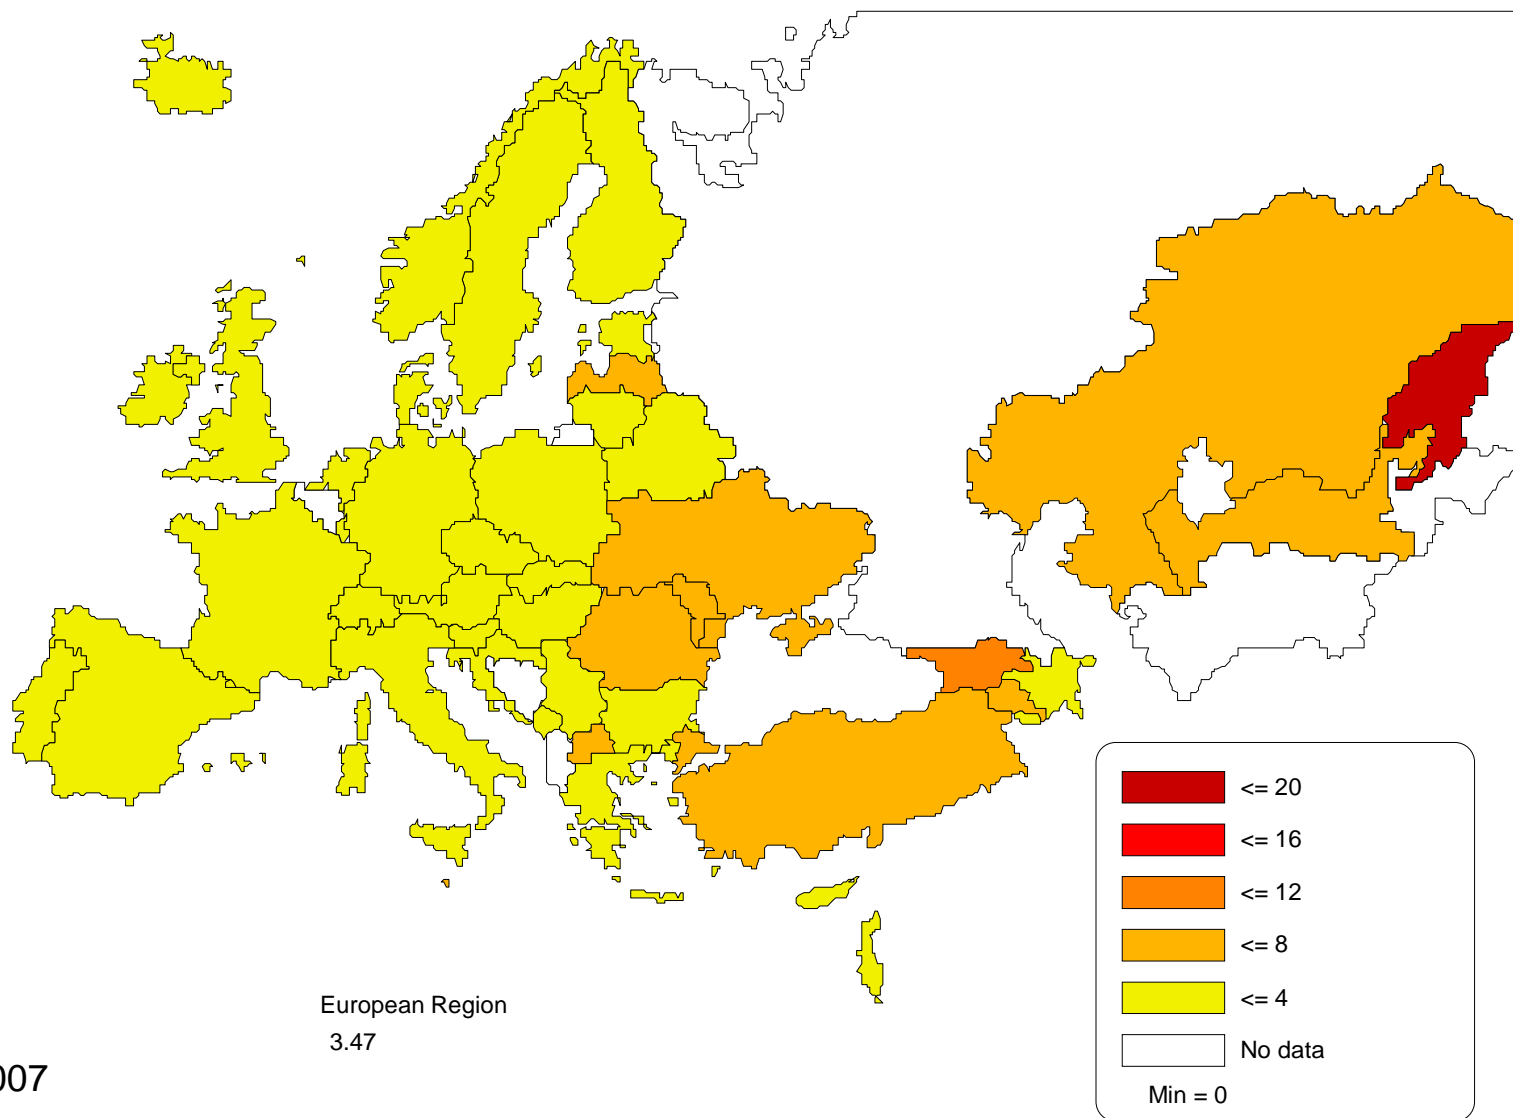 <= 20
<= 16
<= 12
<= 8
<= 4
No data
Min = 0
European Region
3.47
007